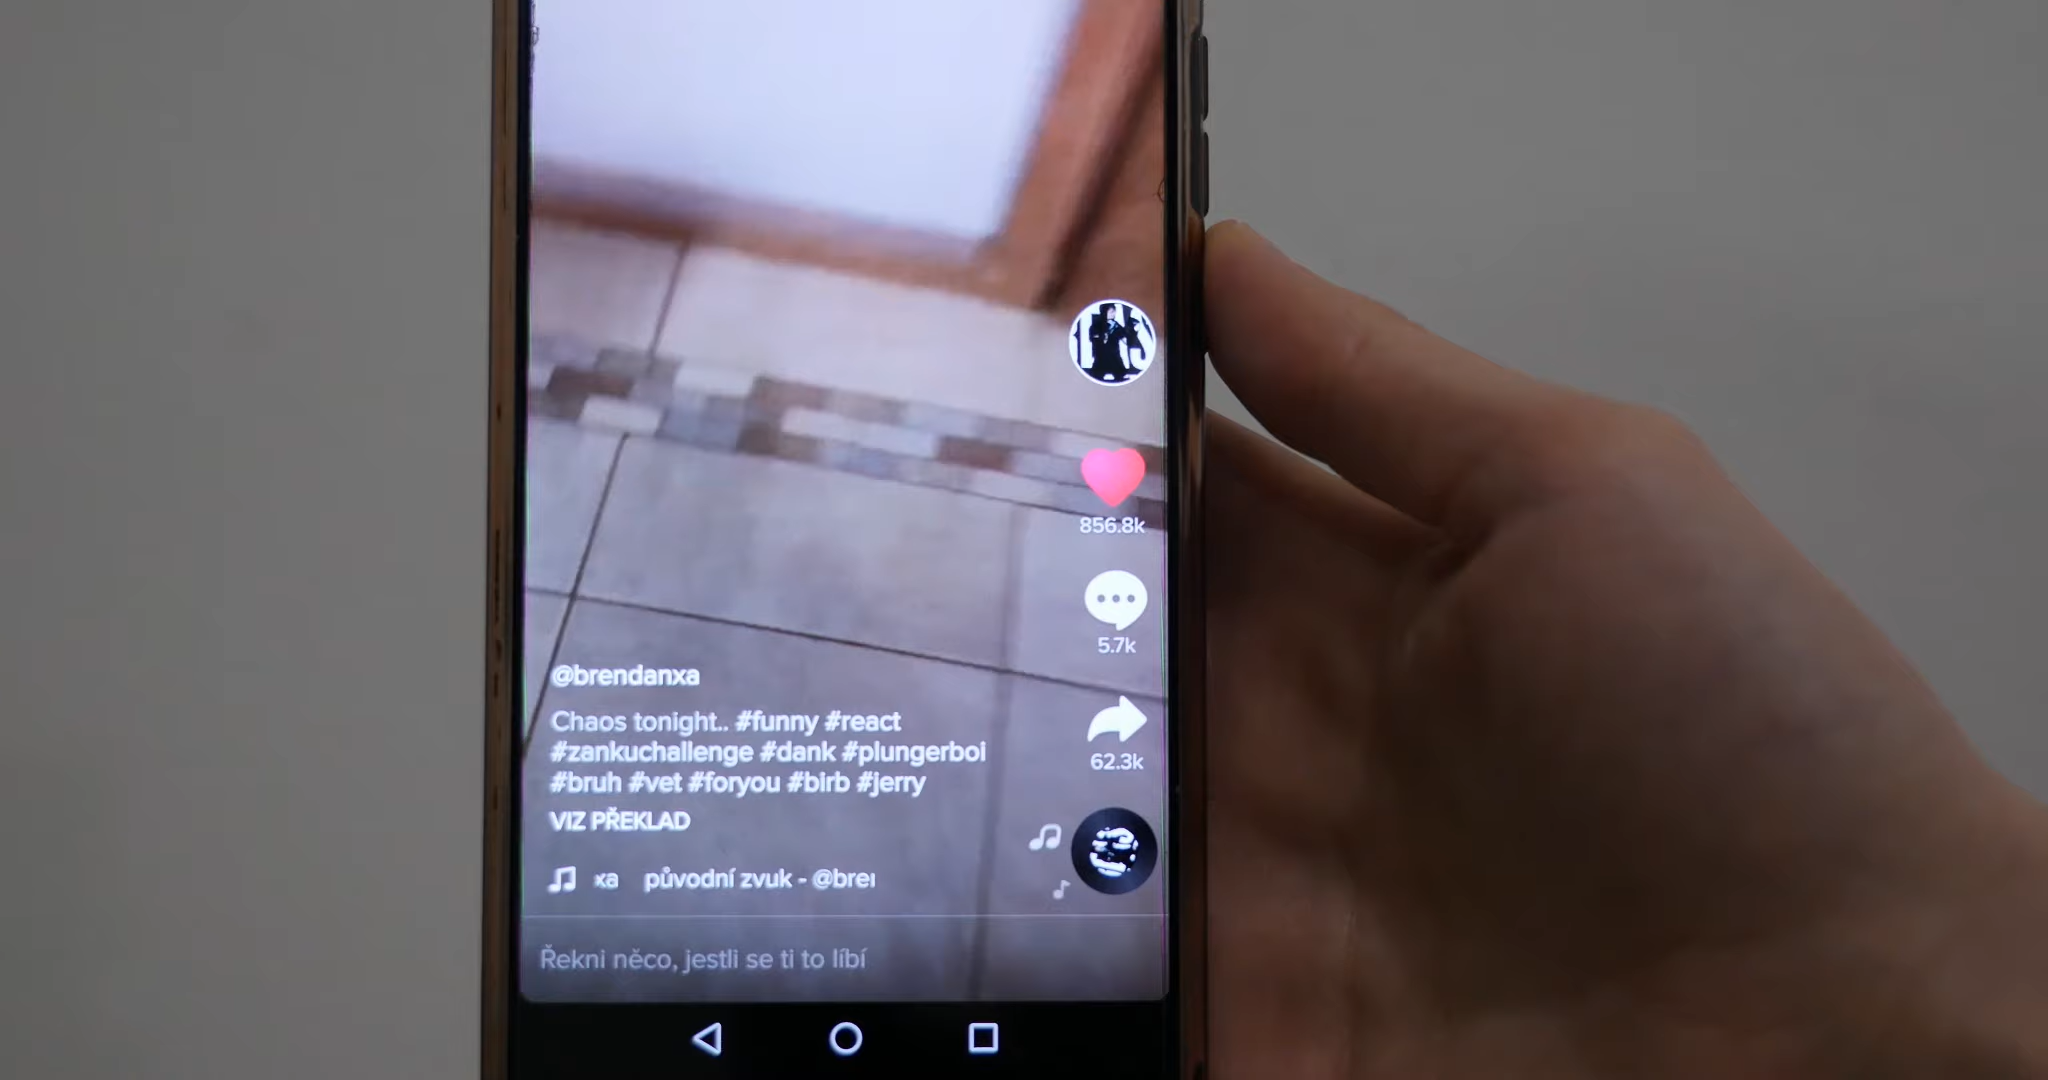 856.8k
5.7k
@brendanxa
Chaos tonight.. #funny #react
#zankuchallenge #dank #plungerboi
62.3k
#bruh #vet #foryou #birb #jerry
VIZ PŘEKLAD
xa původní zvuk - @brei
Řekni něco, jestli se ti to líbí